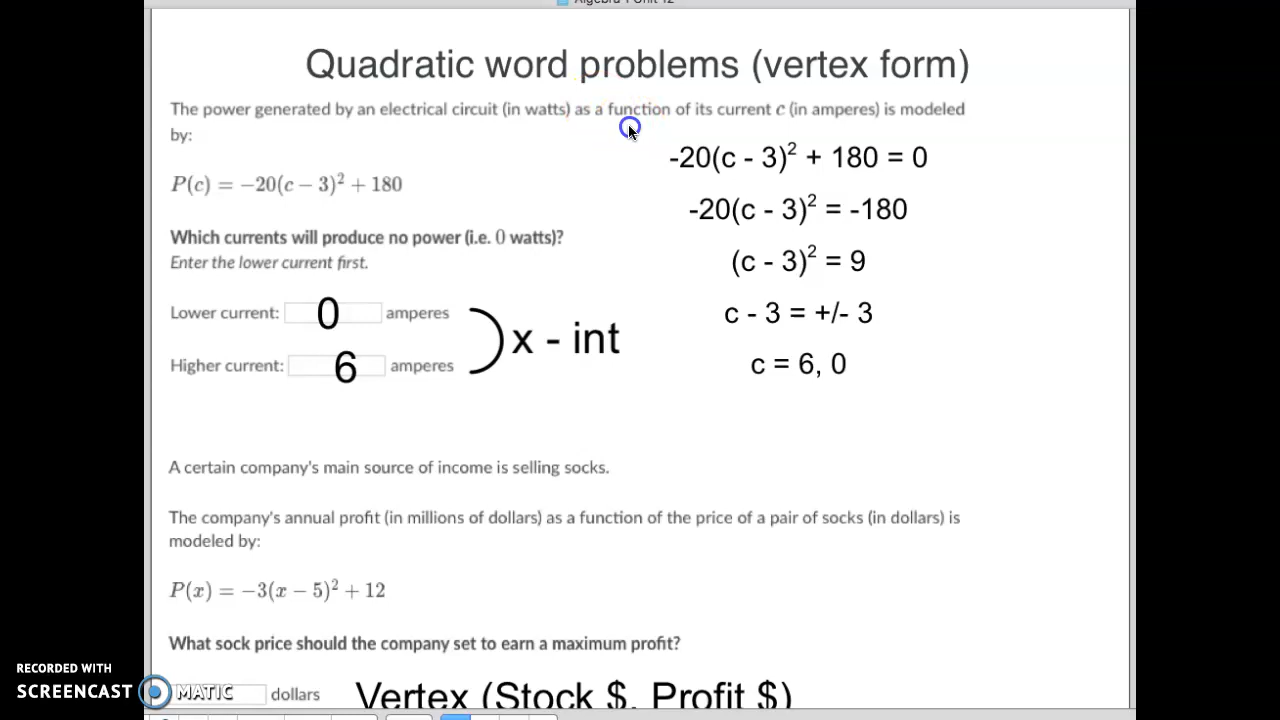 Algebra 1 Unit 12
Quadratic word problems (vertex form)
The power generated by an electrical circuit (in watts) as a function of its current c (in amperes) is modeled
by:
P(c) = −20(c − 3)² + 180
-20(c - 3)² + 180 = 0
-20(c - 3)² = -180
(c - 3)² = 9
c - 3 = +/- 3
c = 6, 0
Which currents will produce no power (i.e. 0 watts)?
Enter the lower current first.
Lower current: 0 amperes
Higher current: 6 amperes
x - int
A certain company's main source of income is selling socks.
The company's annual profit (in millions of dollars) as a function of the price of a pair of socks (in dollars) is
modeled by:
P(x) = −3(x − 5)² + 12
What sock price should the company set to earn a maximum profit?
dollars
Vertex (Stock $, Profit $)
RECORDED WITH
SCREENCAST MATIC